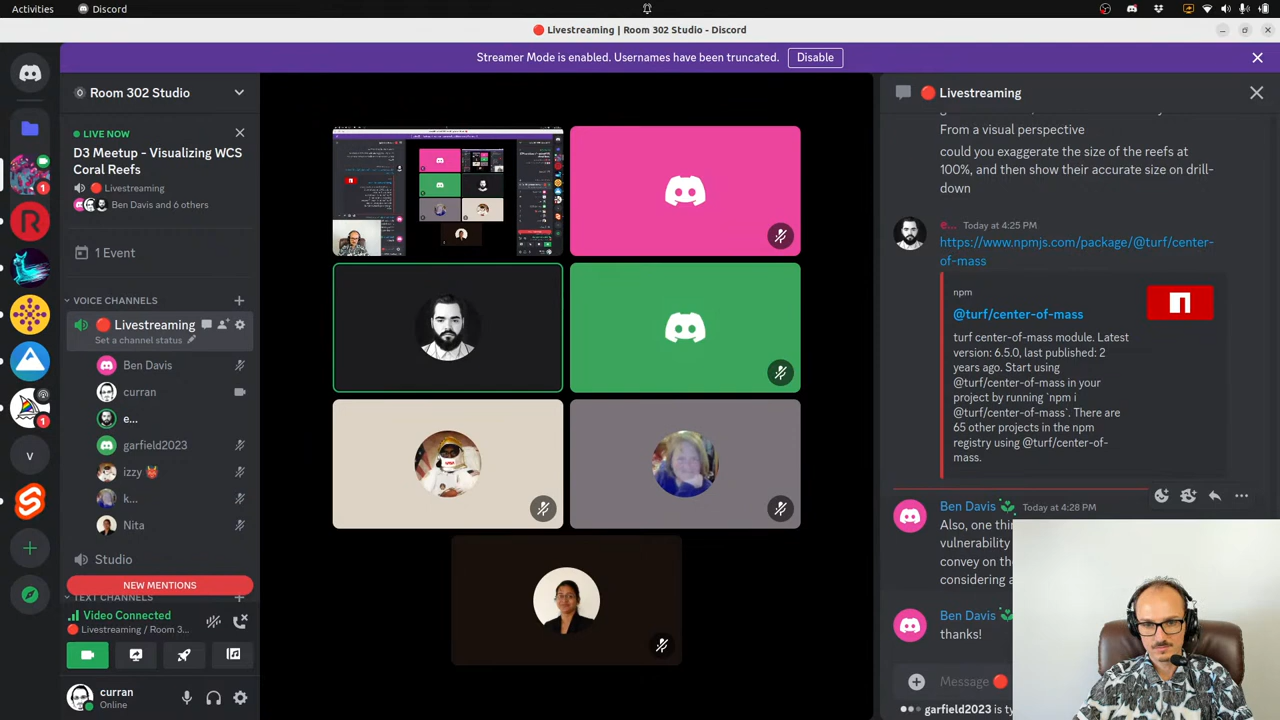 Activities
Discord
🔴 Livestreaming | Room 302 Studio - Discord
Streamer Mode is enabled. Usernames have been truncated.
Disable
Room 302 Studio
LIVE NOW
D3 Meetup - Visualizing WCS
Coral Reefs
🔴 Livestreaming
Ben Davis and 6 others
1 Event
VOICE CHANNELS
🔴 Livestreaming
Set a channel status
Ben Davis
curran
e...
garfield2023
izzy 👹
k...
Nita
Studio
NEW MENTIONS
TEXT CHANNELS
Video Connected
🔴 Livestreaming / Room 3...
curran
Online
1
1
v
🔴 Livestreaming
From a visual perspective
could you exaggerate the size of the reefs at
100%, and then show their accurate size on drill-
down
e... Today at 4:25 PM
https://www.npmjs.com/package/@turf/center-
of-mass
npm
@turf/center-of-mass
turf center-of-mass module. Latest
version: 6.5.0, last published: 2
years ago. Start using
@turf/center-of-mass in your
project by running `npm i
@turf/center-of-mass`. There are
65 other projects in the npm
registry using @turf/center-of-
mass.
Ben Davis Today at 4:28 PM
Also, one thi
vulnerability
convey on the
considering a
Ben Davis
thanks!
Message 🔴
garfield2023 is ty